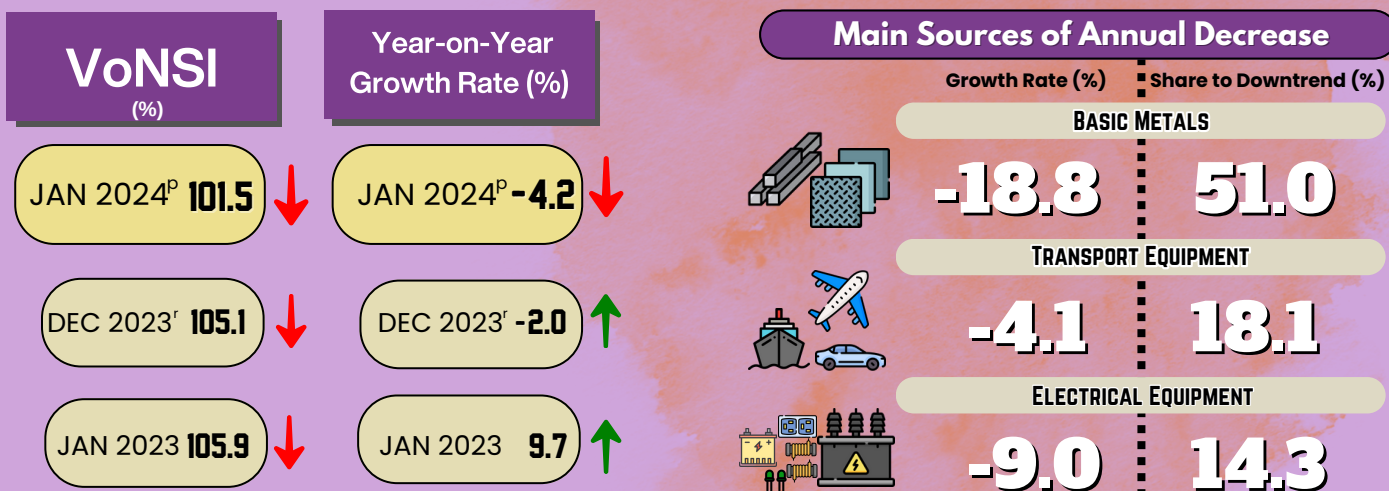 VoNSI
(%)
JAN 2024ᵖ 101.5
DEC 2023ʳ 105.1
JAN 2023 105.9
Year-on-Year
Growth Rate (%)
JAN 2024ᵖ -4.2
DEC 2023ʳ -2.0
JAN 2023 9.7
Main Sources of Annual Decrease
Growth Rate (%) Share to Downtrend (%)
BASIC METALS
-18.8 51.0
TRANSPORT EQUIPMENT
-4.1 18.1
ELECTRICAL EQUIPMENT
-9.0 14.3